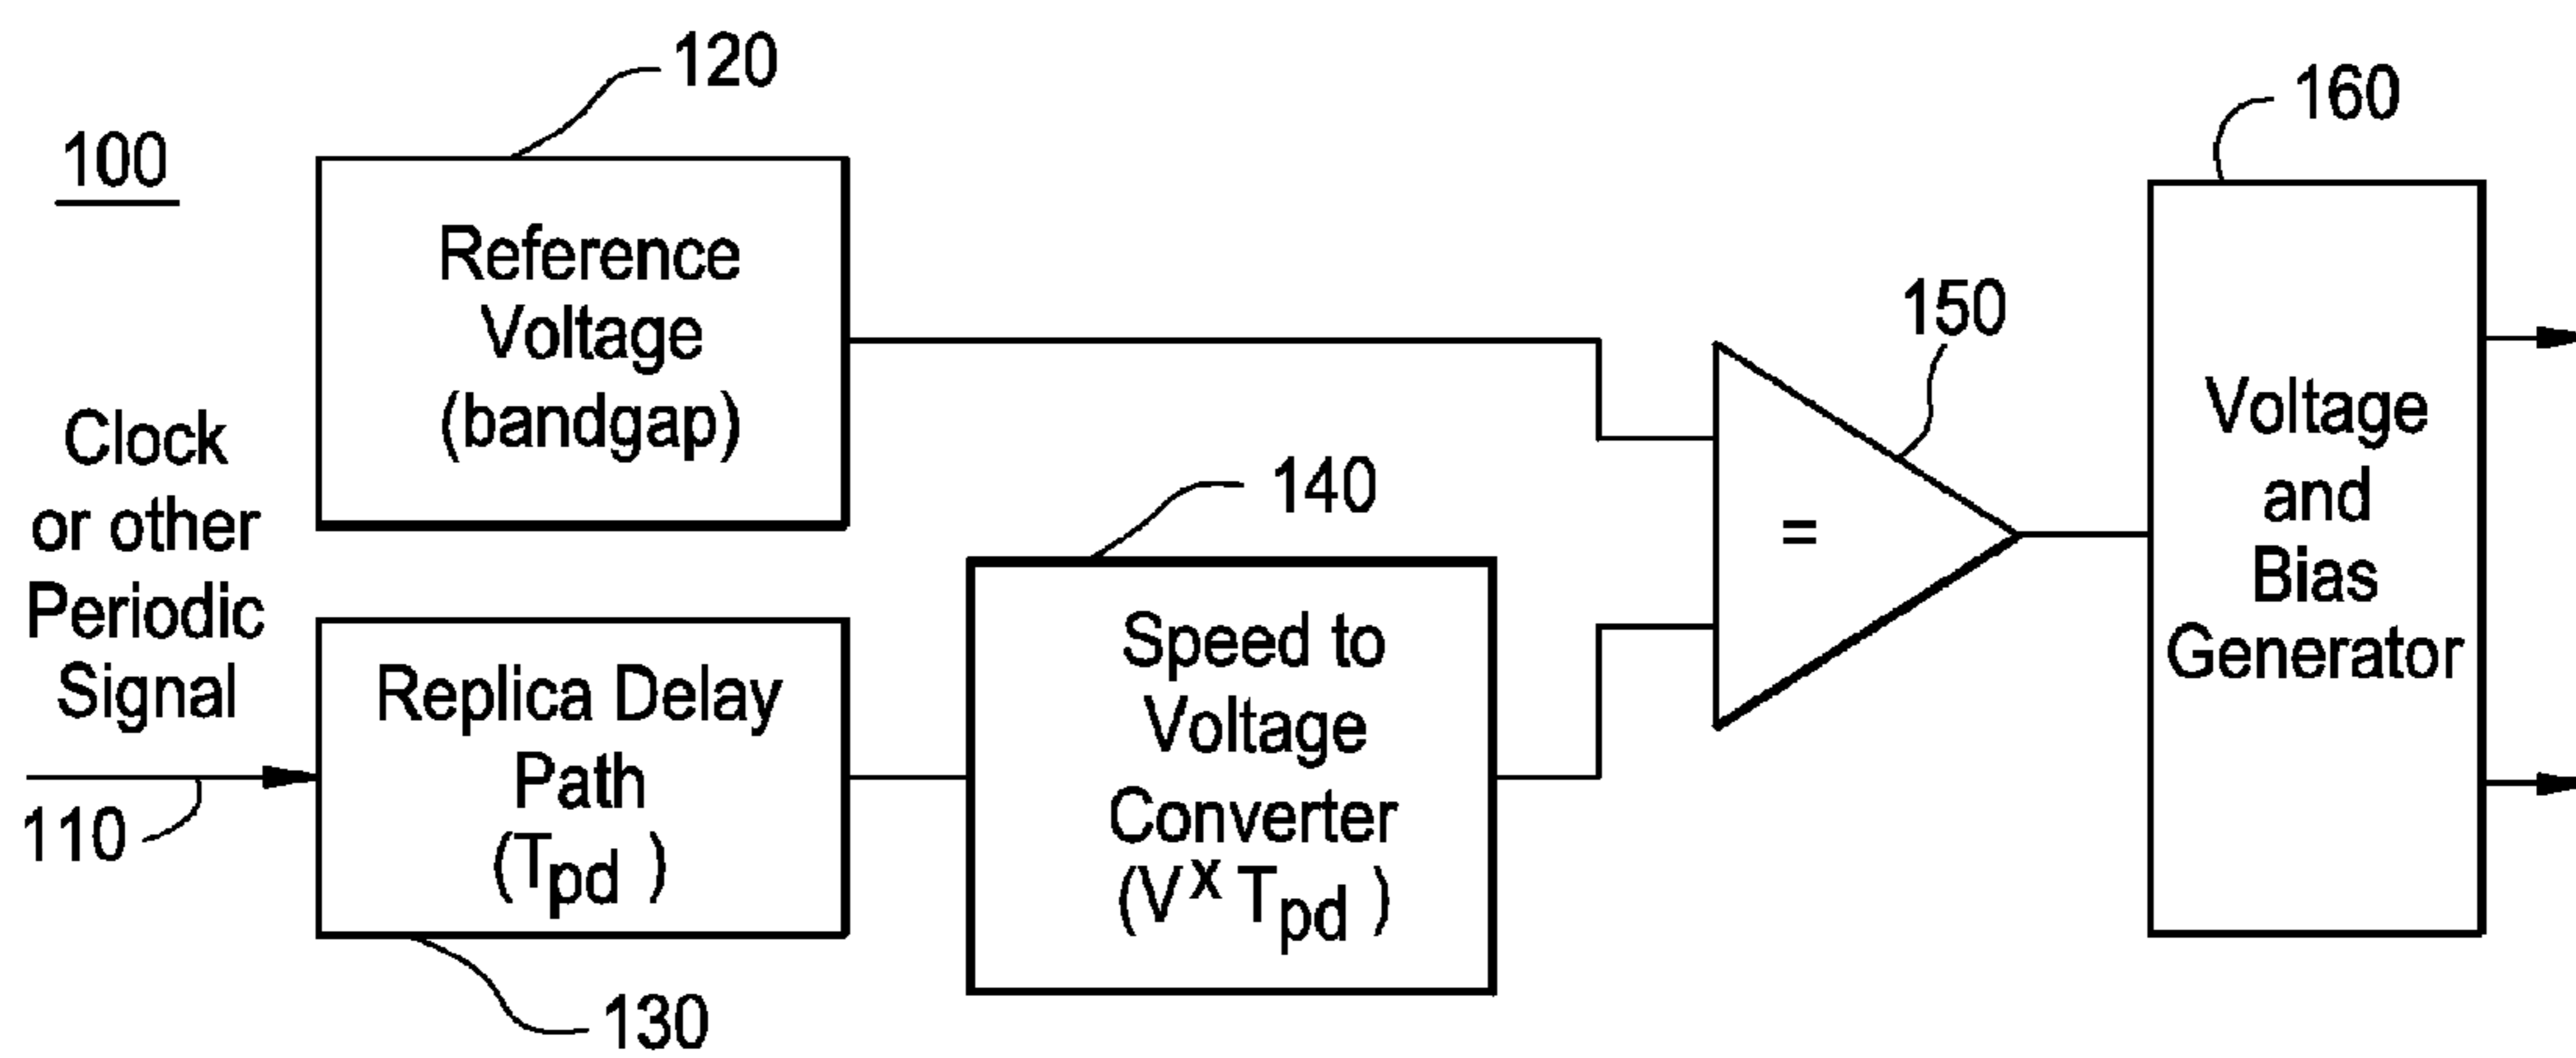 100
120
Reference
Voltage
(bandgap)
Clock
or other
Periodic
Signal
110
Replica Delay
Path
(Tpd )
130
140
Speed to
Voltage
Converter
(Vx Tpd )
150
=
160
Voltage
and
Bias
Generator